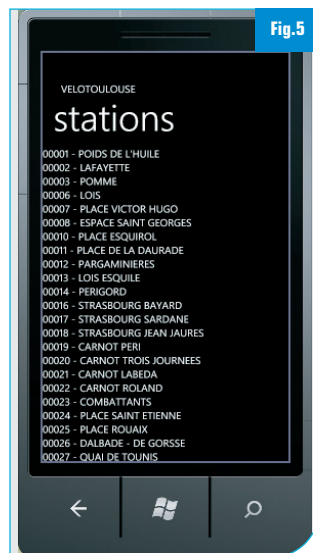 Fig.5
VELOTOULOUSE
stations
00001 - POIDS DE L'HUILE
00002 - LAFAYETTE
00003 - POMME
00006 - LOIS
00007 - PLACE VICTOR HUGO
00008 - ESPACE SAINT GEORGES
00010 - PLACE ESQUIROL
00011 - PLACE DE LA DAURADE
00012 - PARGAMINIERES
00013 - LOIS ESQUILE
00014 - PERIGORD
00016 - STRASBOURG BAYARD
00017 - STRASBOURG SARDANE
00018 - STRASBOURG JEAN JAURES
00019 - CARNOT PERI
00020 - CARNOT TROIS JOURNEES
00021 - CARNOT LABEDA
00022 - CARNOT ROLAND
00023 - COMBATTANTS
00024 - PLACE SAINT ETIENNE
00025 - PLACE ROUAIX
00026 - DALBADE - DE GORSSE
00027 - QUAI DE TOUNIS